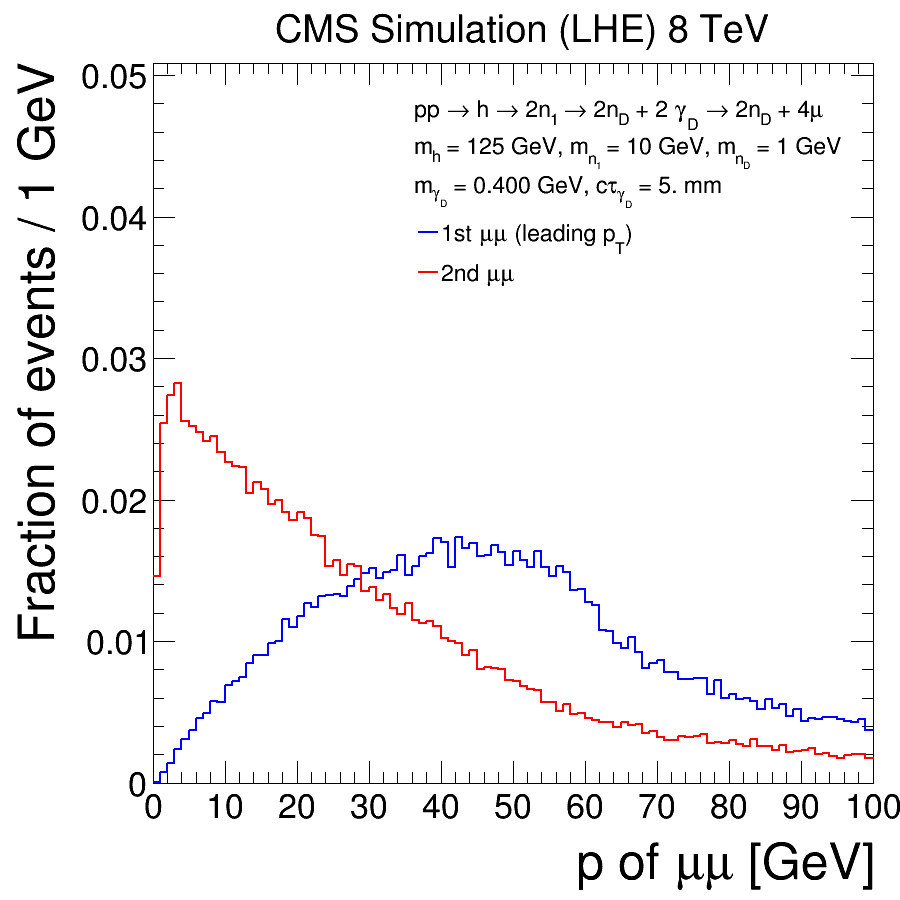 CMS Simulation (LHE) 8 TeV
Fraction of events / 1 GeV
0.05
0.04
0.03
0.02
0.01
0
pp → h → 2n₁ → 2n_D + 2 γ_D → 2n_D + 4μ
m_h = 125 GeV, m_n₁ = 10 GeV, m_n_D = 1 GeV
m_γ_D = 0.400 GeV, cτ_γ_D = 5. mm
1st μμ (leading p_T)
2nd μμ
0 10 20 30 40 50 60 70 80 90 100
p of μμ [GeV]